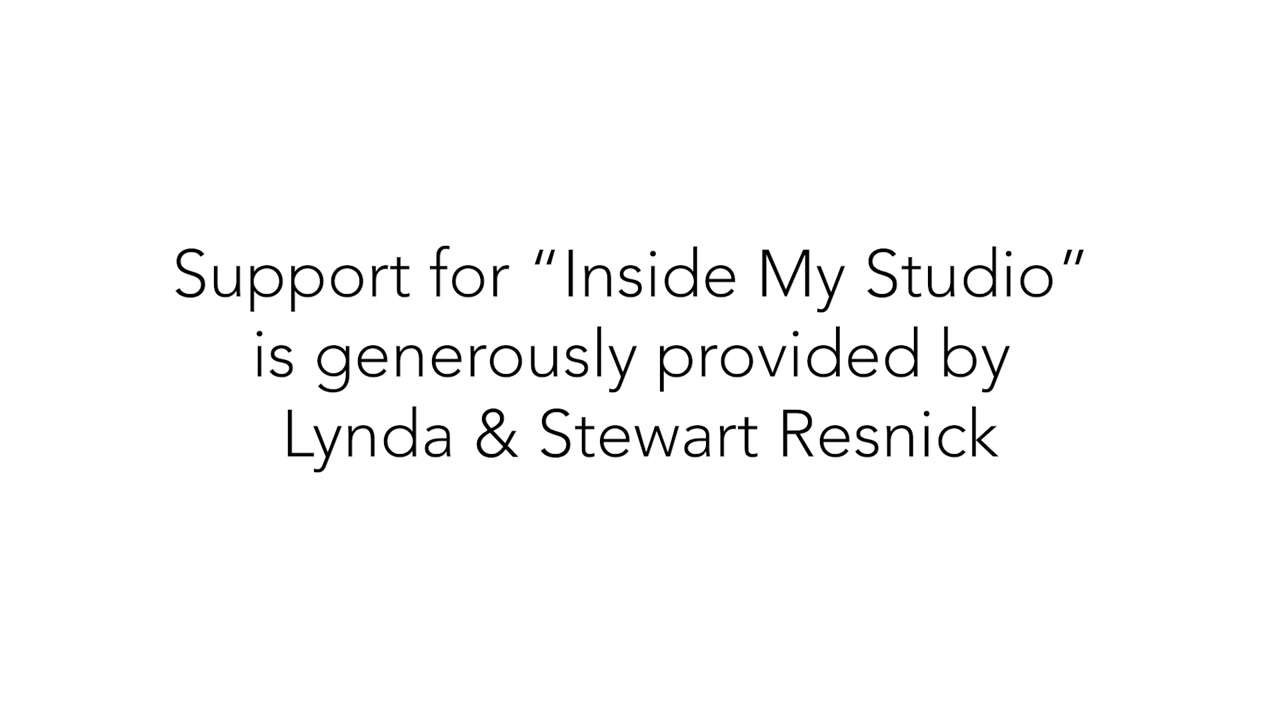 Support for “Inside My Studio”
is generously provided by
Lynda & Stewart Resnick